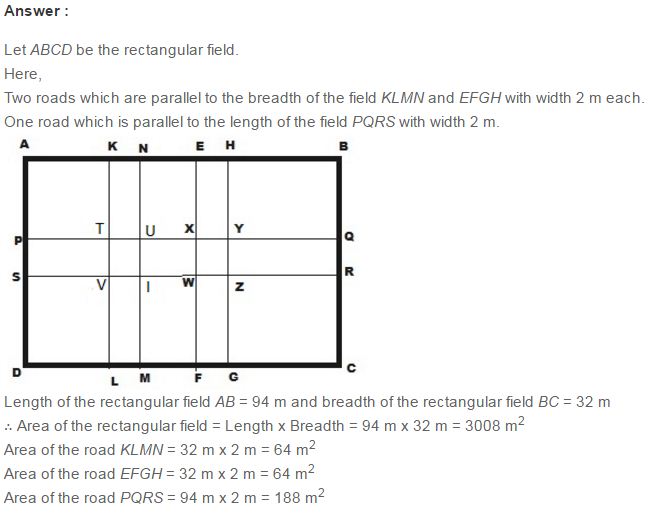 Answer :
Let ABCD be the rectangular field.
Here,
Two roads which are parallel to the breadth of the field KLMN and EFGH with width 2 m each.
One road which is parallel to the length of the field PQRS with width 2 m.
A K N E H B
T U X Y
P Q
S R
V I W Z
D C
L M F G
Length of the rectangular field AB = 94 m and breadth of the rectangular field BC = 32 m
∴ Area of the rectangular field = Length x Breadth = 94 m x 32 m = 3008 m²
Area of the road KLMN = 32 m x 2 m = 64 m²
Area of the road EFGH = 32 m x 2 m = 64 m²
Area of the road PQRS = 94 m x 2 m = 188 m²